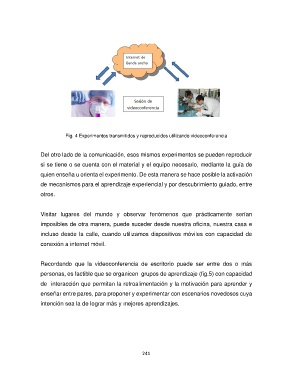 Internet de
Banda ancha
Sesión de
videoconferencia
Fig. 4 Experimentos transmitidos y reproducidos utilizando videoconferencia
Del otro lado de la comunicación, esos mismos experimentos se pueden reproducir
si se tiene o se cuenta con el material y el equipo necesario, mediante la guía de
quien enseña u orienta el experimento. De esta manera se hace posible la activación
de mecanismos para el aprendizaje experiencial y por descubrimiento guiado, entre
otros.
Visitar lugares del mundo y observar fenómenos que prácticamente serían
imposibles de otra manera, puede suceder desde nuestra oficina, nuestra casa e
incluso desde la calle, cuando utilizamos dispositivos móviles con capacidad de
conexión a internet móvil.
Recordando que la videoconferencia de escritorio puede ser entre dos o más
personas, es factible que se organicen grupos de aprendizaje (fig.5) con capacidad
de interacción que permitan la retroalimentación y la motivación para aprender y
enseñar entre pares, para proponer y experimentar con escenarios novedosos cuya
intención sea la de lograr más y mejores aprendizajes.
241